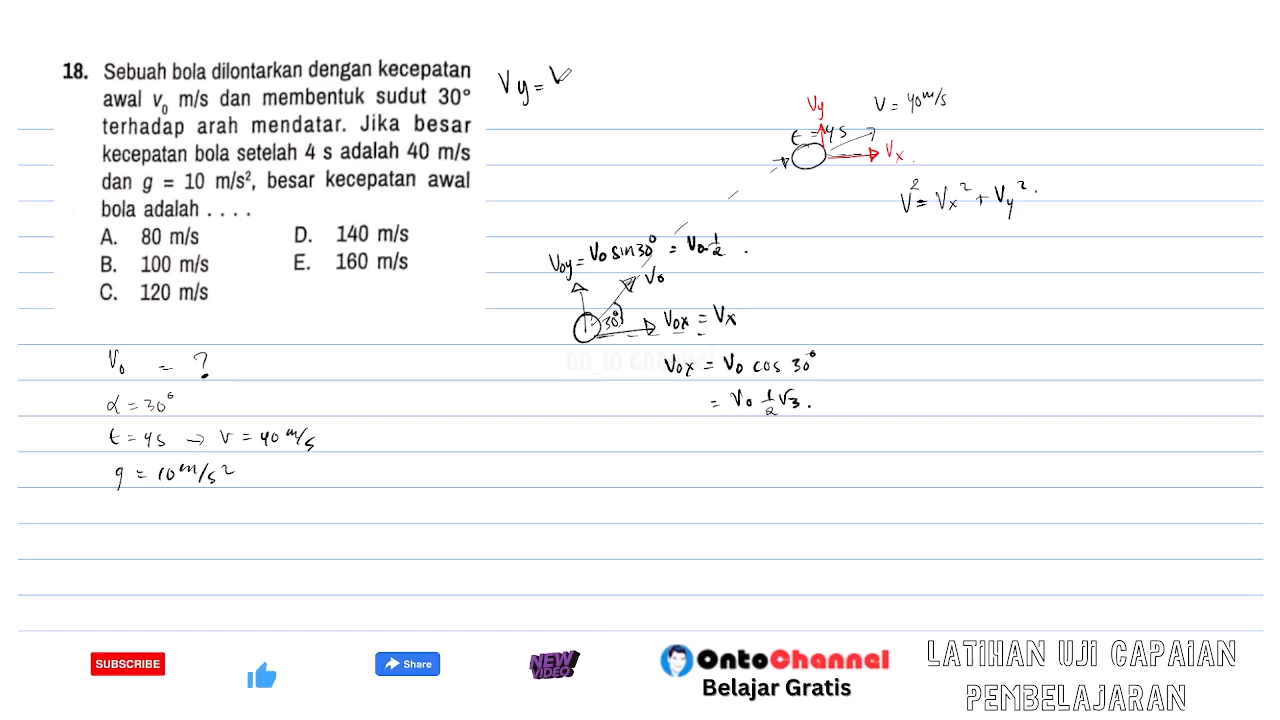 18. Sebuah bola dilontarkan dengan kecepatan
awal v₀ m/s dan membentuk sudut 30°
terhadap arah mendatar. Jika besar
kecepatan bola setelah 4 s adalah 40 m/s
dan g = 10 m/s², besar kecepatan awal
bola adalah . . . .
A. 80 m/s
B. 100 m/s
C. 120 m/s
D. 140 m/s
E. 160 m/s
Vy = V
Vy
V = 40 m/s
t = 4s
Vx
V² = Vx² + Vy²
Voy = Vo sin 30° = Vo . ½ .
Vo
30°
Vox = Vx
Vox = Vo cos 30°
= Vo ½ √3 .
Vo = ?
α = 30°
t = 4s → V = 40 m/s
g = 10 m/s²
SUBSCRIBE
Share
NEW
VIDEO
OntoChannel
Belajar Gratis
LATIHAN UJI CAPAIAN
PEMBELAJARAN